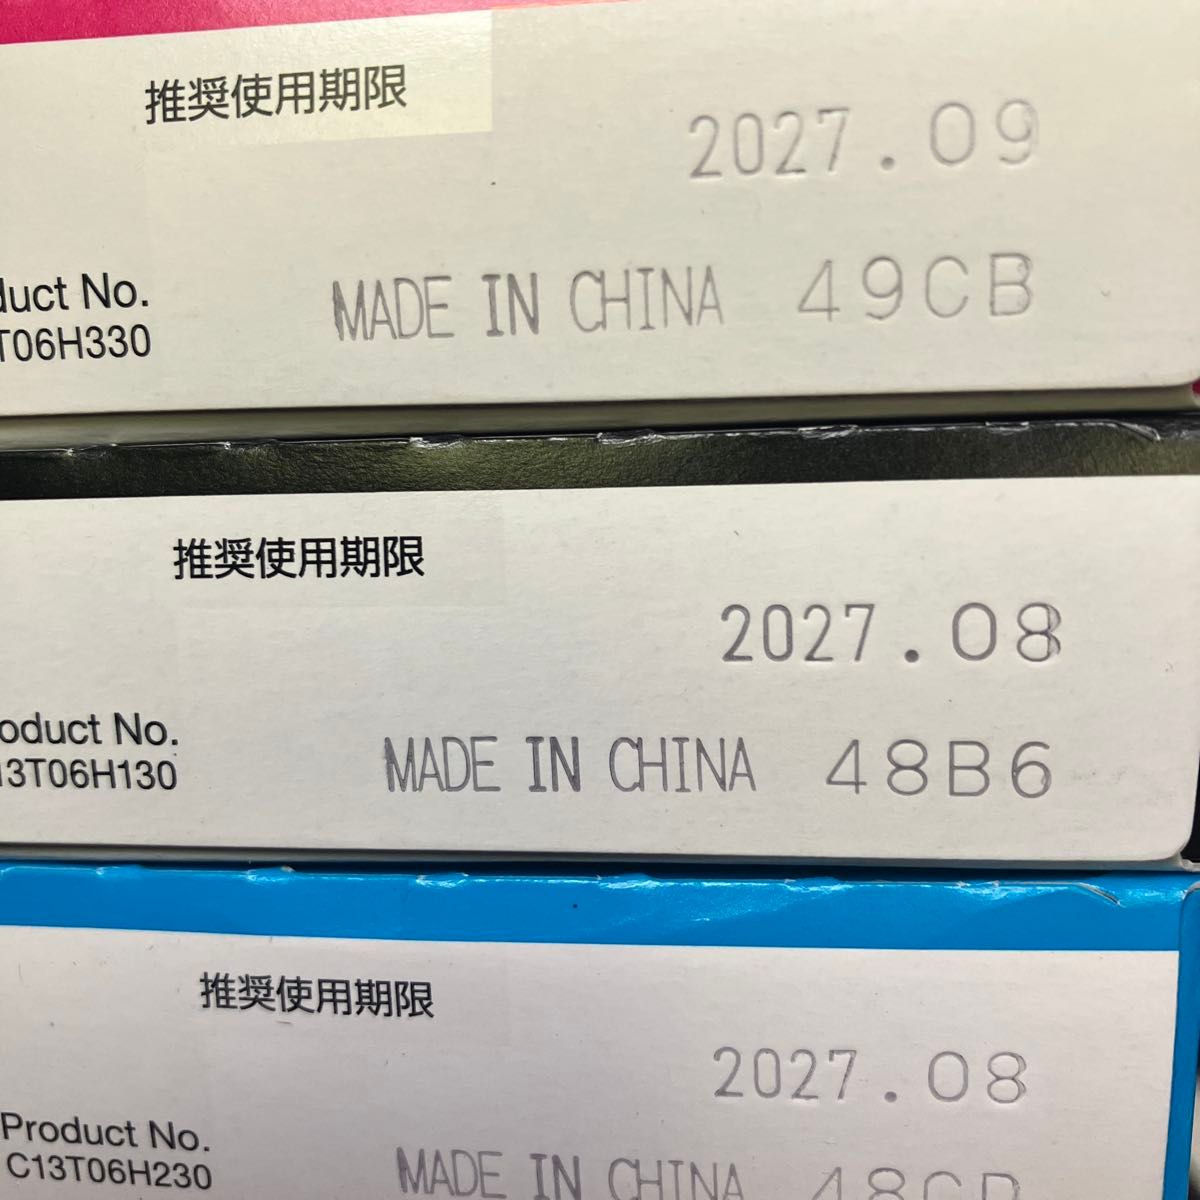 推奨使用期限
2027.09
duct No.
T06H330
MADE IN CHINA 49CB
推奨使用期限
2027.08
oduct No.
13T06H130
MADE IN CHINA 48B6
推奨使用期限
2027.08
Product No.
C13T06H230
MADE IN CHINA